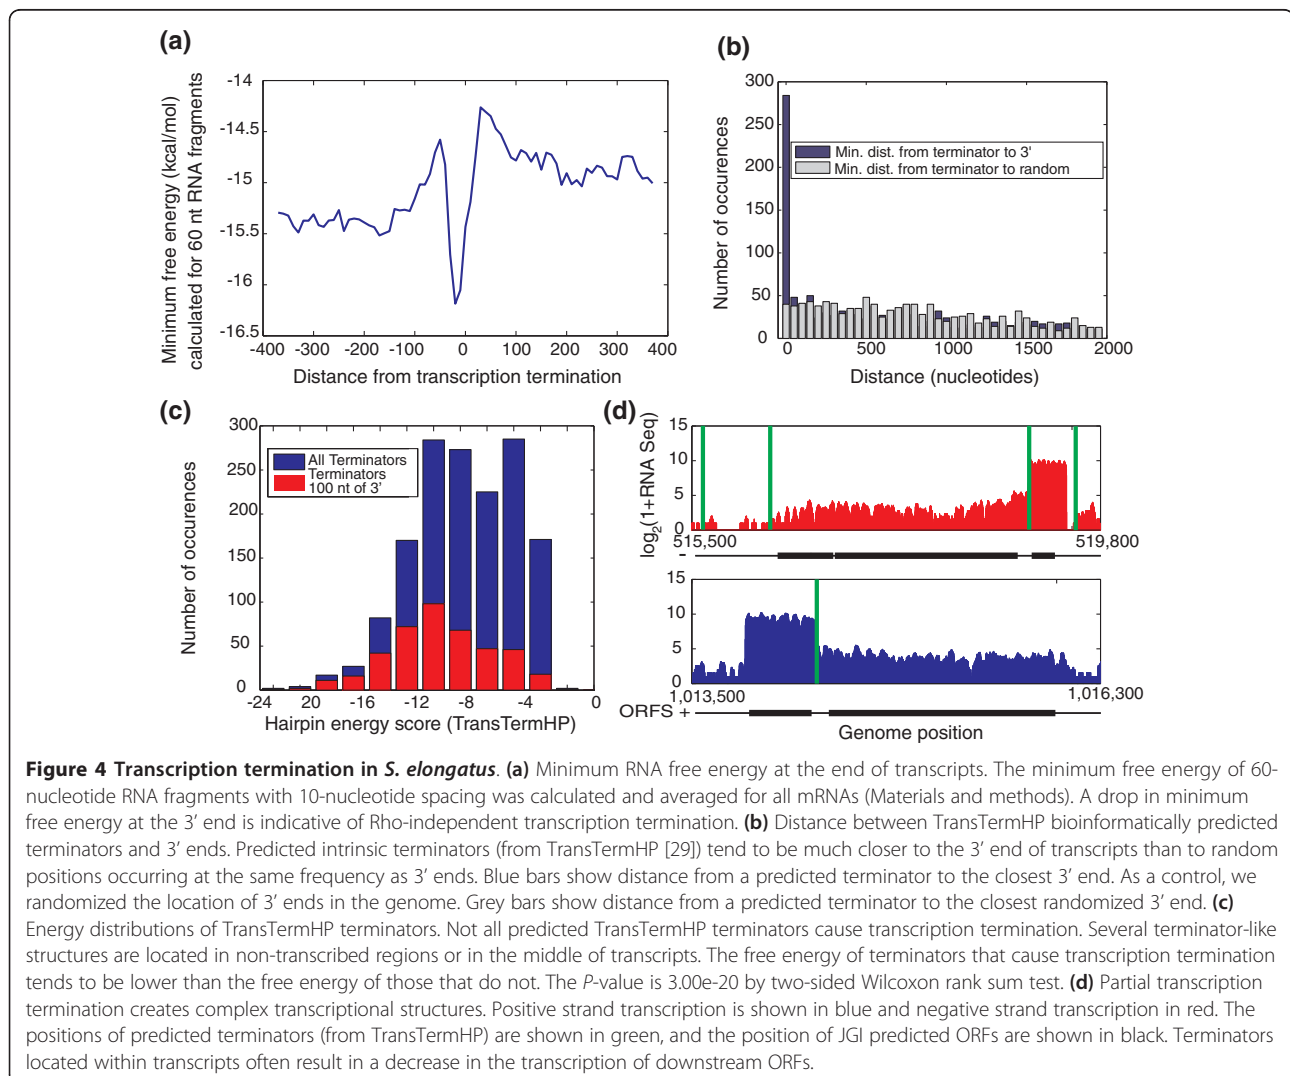 (a)
Minimum free energy (kcal/mol)
calculated for 60 nt RNA fragments
-14
-14.5
-15
-15.5
-16
-16.5
-400 -300 -200 -100 0 100 200 300 400
Distance from transcription termination
(b)
Number of occurences
300
250
200
150
100
50
0
Min. dist. from terminator to 3'
Min. dist. from terminator to random
0 500 1000 1500 2000
Distance (nucleotides)
(c)
Number of occurences
300
250
200
150
100
50
0
All Terminators
Terminators
100 nt of 3'
-24 20 -16 -12 -8 -4 0
Hairpin energy score (TransTermHP)
(d)
log2(1+RNA Seq)
15
10
5
0
515,500 519,800
-
15
10
5
0
1,013,500 1,016,300
ORFS +
Genome position
Figure 4 Transcription termination in S. elongatus. (a) Minimum RNA free energy at the end of transcripts. The minimum free energy of 60-
nucleotide RNA fragments with 10-nucleotide spacing was calculated and averaged for all mRNAs (Materials and methods). A drop in minimum
free energy at the 3′ end is indicative of Rho-independent transcription termination. (b) Distance between TransTermHP bioinformatically predicted
terminators and 3′ ends. Predicted intrinsic terminators (from TransTermHP [29]) tend to be much closer to the 3′ end of transcripts than to random
positions occurring at the same frequency as 3′ ends. Blue bars show distance from a predicted terminator to the closest 3′ end. As a control, we
randomized the location of 3′ ends in the genome. Grey bars show distance from a predicted terminator to the closest randomized 3′ end. (c)
Energy distributions of TransTermHP terminators. Not all predicted TransTermHP terminators cause transcription termination. Several terminator-like
structures are located in non-transcribed regions or in the middle of transcripts. The free energy of terminators that cause transcription termination
tends to be lower than the free energy of those that do not. The P-value is 3.00e-20 by two-sided Wilcoxon rank sum test. (d) Partial transcription
termination creates complex transcriptional structures. Positive strand transcription is shown in blue and negative strand transcription in red. The
positions of predicted terminators (from TransTermHP) are shown in green, and the position of JGI predicted ORFs are shown in black. Terminators
located within transcripts often result in a decrease in the transcription of downstream ORFs.